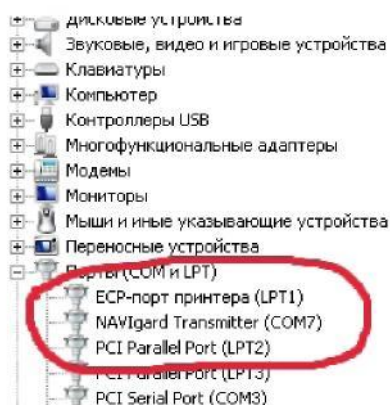 Дисковые устройства
Звуковые, видео и игровые устройства
Клавиатуры
Компьютер
Контроллеры USB
Многофункциональные адаптеры
Модемы
Мониторы
Мыши и иные указывающие устройства
Переносные устройства
Порты (COM и LPT)
ECP-порт принтера (LPT1)
NAVIgard Transmitter (COM7)
PCI Parallel Port (LPT2)
PCI Parallel Port (LPT3)
PCI Serial Port (COM3)